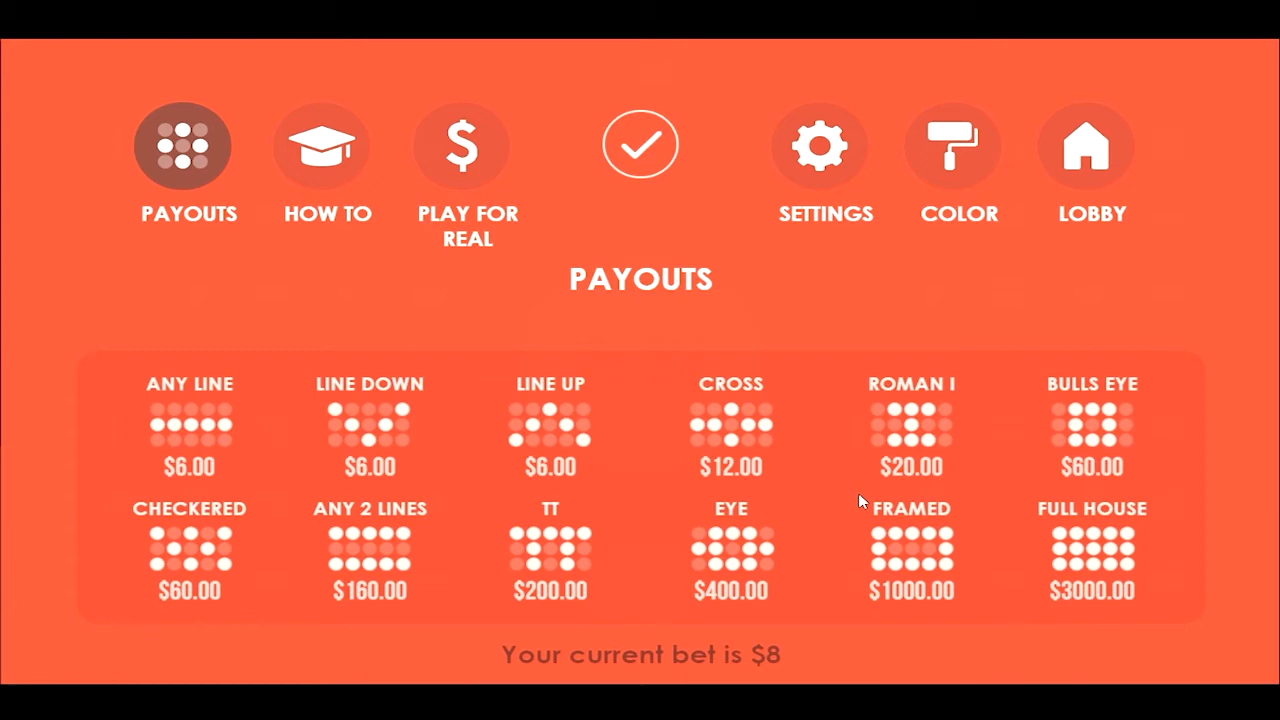 PAYOUTS HOW TO PLAY FOR SETTINGS COLOR LOBBY
REAL
PAYOUTS
ANY LINE LINE DOWN LINE UP CROSS ROMAN I BULLS EYE
$6.00 $6.00 $6.00 $12.00 $20.00 $60.00
CHECKERED ANY 2 LINES TT EYE FRAMED FULL HOUSE
$60.00 $160.00 $200.00 $400.00 $1000.00 $3000.00
Your current bet is $8